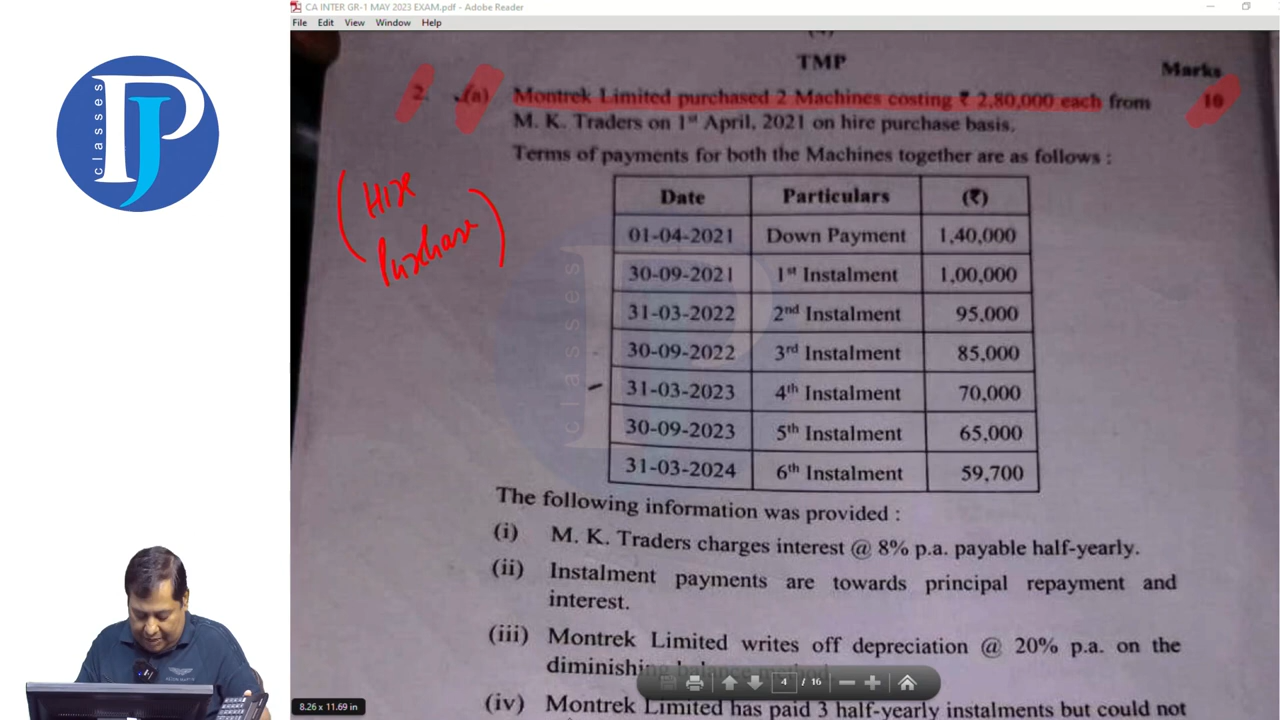 CA INTER GR-1 MAY 2023 EXAM.pdf - Adobe Reader
File Edit View Window Help
classes
PJ
TMP
Marks
2. (a) Montrek Limited purchased 2 Machines costing ₹ 2,80,000 each from 10
M. K. Traders on 1st April, 2021 on hire purchase basis.
Terms of payments for both the Machines together are as follows :
(Hire
Purchase)
Date Particulars (₹)
01-04-2021 Down Payment 1,40,000
30-09-2021 1st Instalment 1,00,000
31-03-2022 2nd Instalment 95,000
30-09-2022 3rd Instalment 85,000
31-03-2023 4th Instalment 70,000
30-09-2023 5th Instalment 65,000
31-03-2024 6th Instalment 59,700
classes
The following information was provided :
(i) M. K. Traders charges interest @ 8% p.a. payable half-yearly.
(ii) Instalment payments are towards principal repayment and
interest.
(iii) Montrek Limited writes off depreciation @ 20% p.a. on the
diminishing balance method.
4 / 16
(iv) Montrek Limited has paid 3 half-yearly instalments but could not
8.26 x 11.69 in